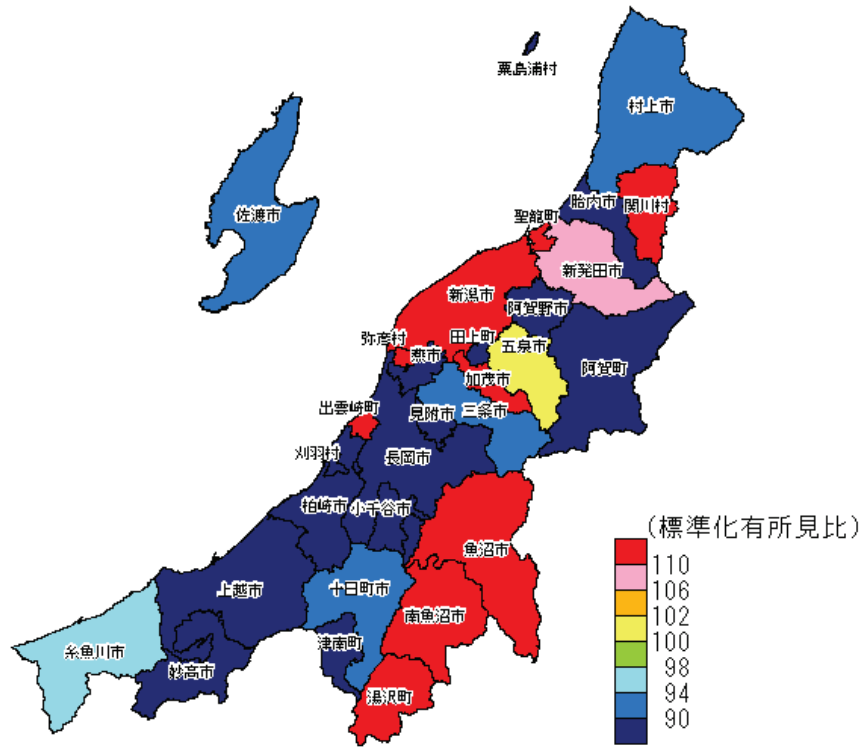 粟島浦村
村上市
佐渡市
胎内市
関川村
聖籠町
新発田市
新潟市
阿賀野市
弥彦村
田上町
五泉市
燕市
阿賀町
加茂市
出雲崎町
見附市
三条市
刈羽村
長岡市
柏崎市
小千谷市
魚沼市
上越市
十日町市
南魚沼市
津南町
糸魚川市
妙高市
湯沢町
(標準化有所見比)
110
106
102
100
98
94
90